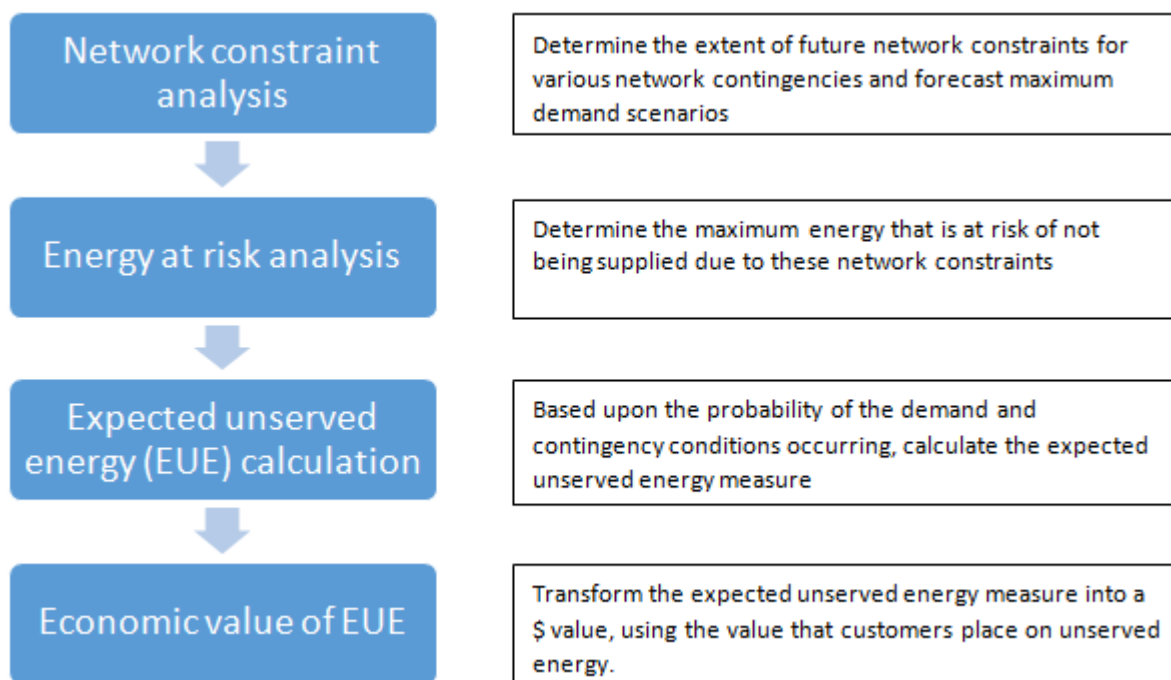 Network constraint
analysis
Determine the extent of future network constraints for
various network contingencies and forecast maximum
demand scenarios
Energy at risk analysis
Determine the maximum energy that is at risk of not
being supplied due to these network constraints
Expected unserved
energy (EUE) calculation
Based upon the probability of the demand and
contingency conditions occurring, calculate the expected
unserved energy measure
Economic value of EUE
Transform the expected unserved energy measure into a
$ value, using the value that customers place on unserved
energy.